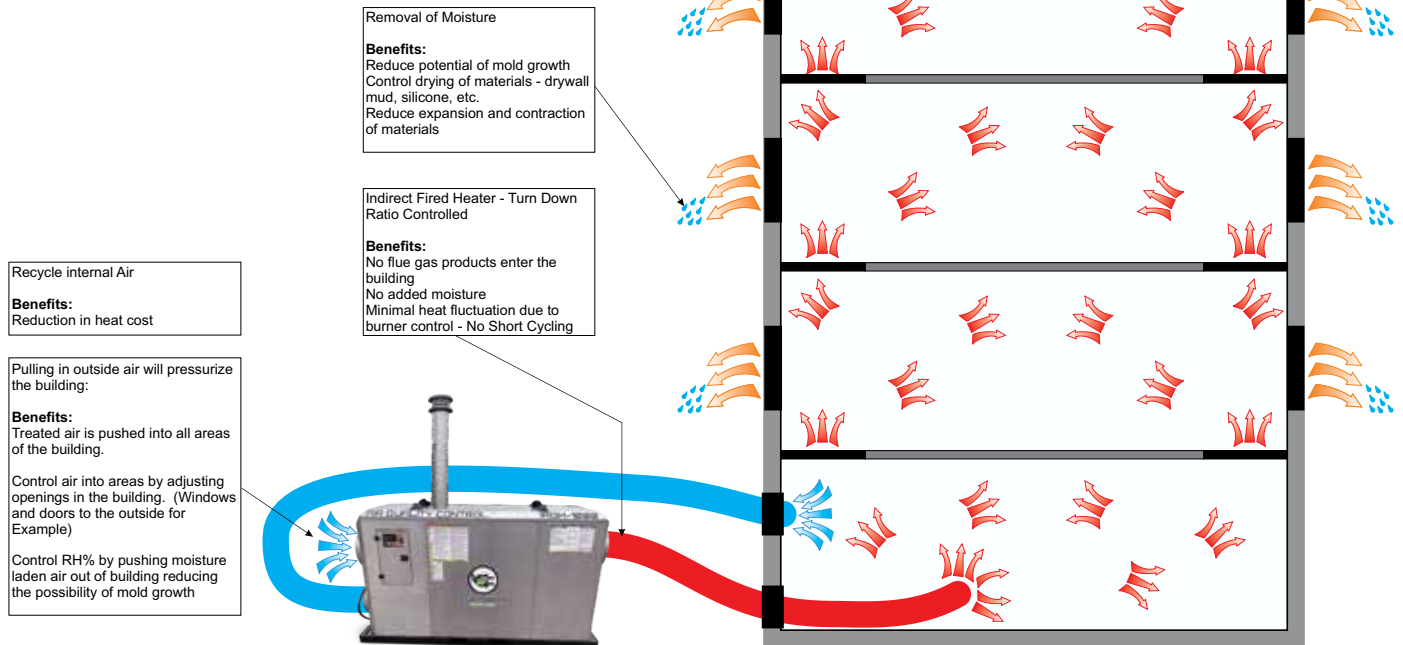 Removal of Moisture
Benefits:
Reduce potential of mold growth
Control drying of materials - drywall
mud, silicone, etc.
Reduce expansion and contraction
of materials
Indirect Fired Heater - Turn Down
Ratio Controlled
Benefits:
No flue gas products enter the
building
No added moisture
Minimal heat fluctuation due to
burner control - No Short Cycling
Recycle internal Air
Benefits:
Reduction in heat cost
Pulling in outside air will pressurize
the building:
Benefits:
Treated air is pushed into all areas
of the building.
Control air into areas by adjusting
openings in the building.  (Windows
and doors to the outside for
Example)
Control RH% by pushing moisture
laden air out of building reducing
the possibility of mold growth